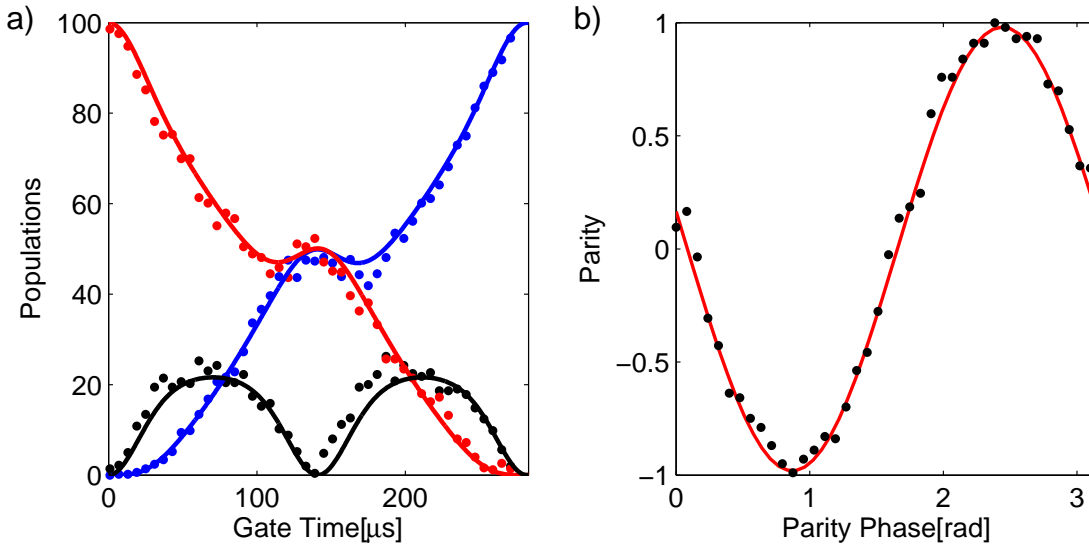 a)
100
80
60
40
20
0
Populations
0 100 200
Gate Time[μs]
b)
1
0.5
0
−0.5
−1
Parity
0 1 2 3
Parity Phase[rad]